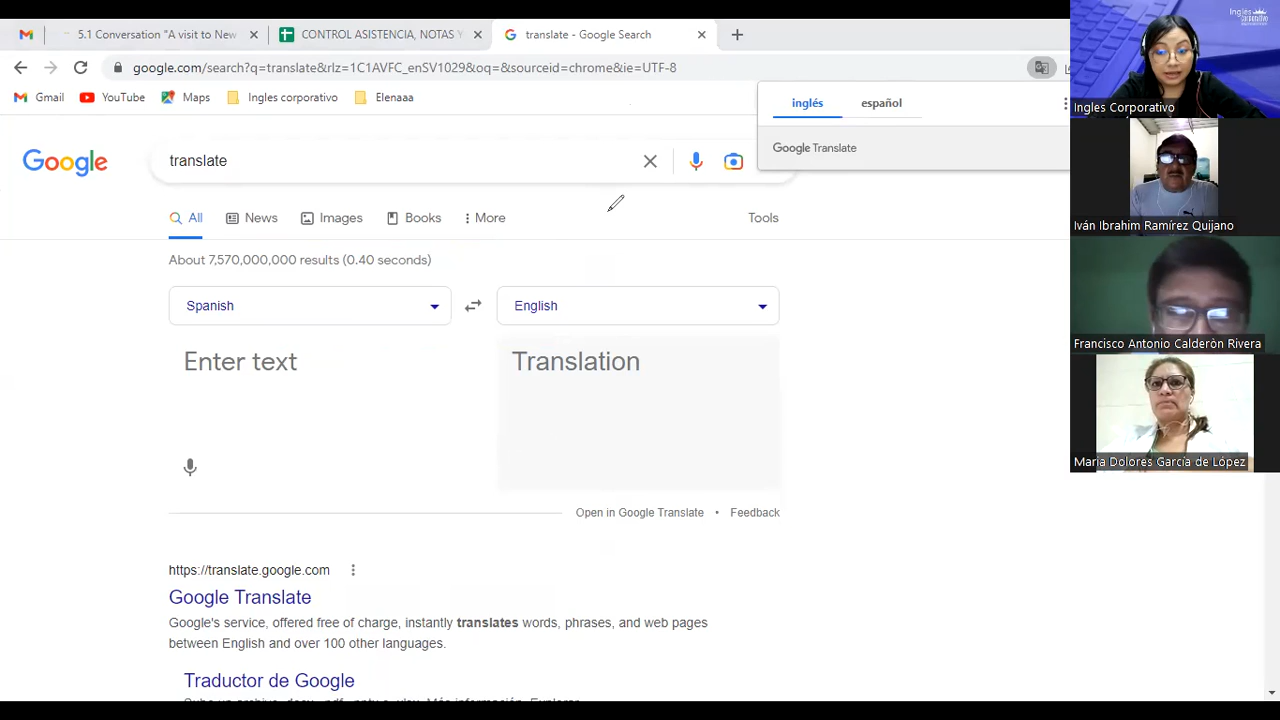 5.1 Conversation "A visit to New
CONTROL ASISTENCIA, NOTAS Y
translate - Google Search
google.com/search?q=translate&rlz=1C1AVFC_enSV1029&oq=&sourceid=chrome&ie=UTF-8
Gmail
YouTube
Maps
Ingles corporativo
Elenaaa
inglés
español
Google Translate
Google
translate
All
News
Images
Books
More
Tools
About 7,570,000,000 results (0.40 seconds)
Spanish
English
Enter text
Translation
Open in Google Translate • Feedback
https://translate.google.com
Google Translate
Google's service, offered free of charge, instantly translates words, phrases, and web pages
between English and over 100 other languages.
Traductor de Google
Inglés
corporativo
Ingles Corporativo
Iván Ibrahim Ramírez Quijano
Francisco Antonio Calderòn Rivera
Maria Dolores García de López